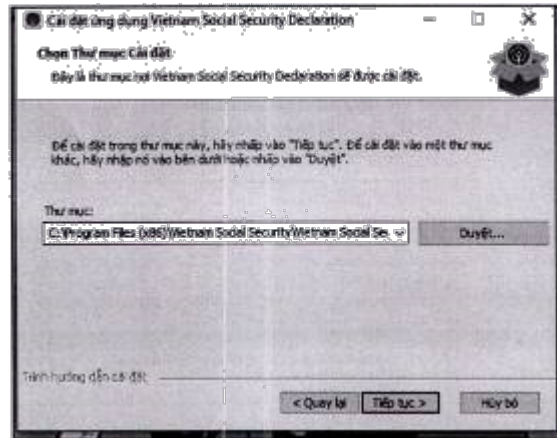 Cài đặt ứng dụng Vietnam Social Security Declaration
Chọn Thư mục Cài đặt
Đây là thư mục nơi Vietnam Social Security Declaration sẽ được cài đặt.
Để cài đặt trong thư mục này, hãy nhấp vào "Tiếp tục". Để cài đặt vào một thư mục
khác, hãy nhập nó vào bên dưới hoặc nhấp vào "Duyệt".
Thư mục:
C:\Program Files (x86)\Vietnam Social Security\Vietnam Social Se
Duyệt...
Trình hướng dẫn cài đặt
< Quay lại
Tiếp tục >
Hủy bỏ